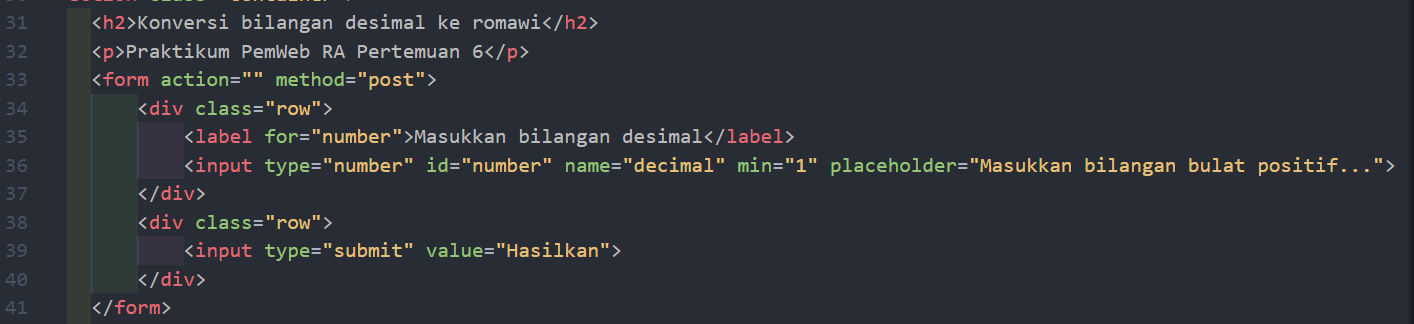 31 <h2>Konversi bilangan desimal ke romawi</h2>
32 <p>Praktikum PemWeb RA Pertemuan 6</p>
33 <form action="" method="post">
34 <div class="row">
35 <label for="number">Masukkan bilangan desimal</label>
36 <input type="number" id="number" name="decimal" min="1" placeholder="Masukkan bilangan bulat positif...">
37 </div>
38 <div class="row">
39 <input type="submit" value="Hasilkan">
40 </div>
41 </form>